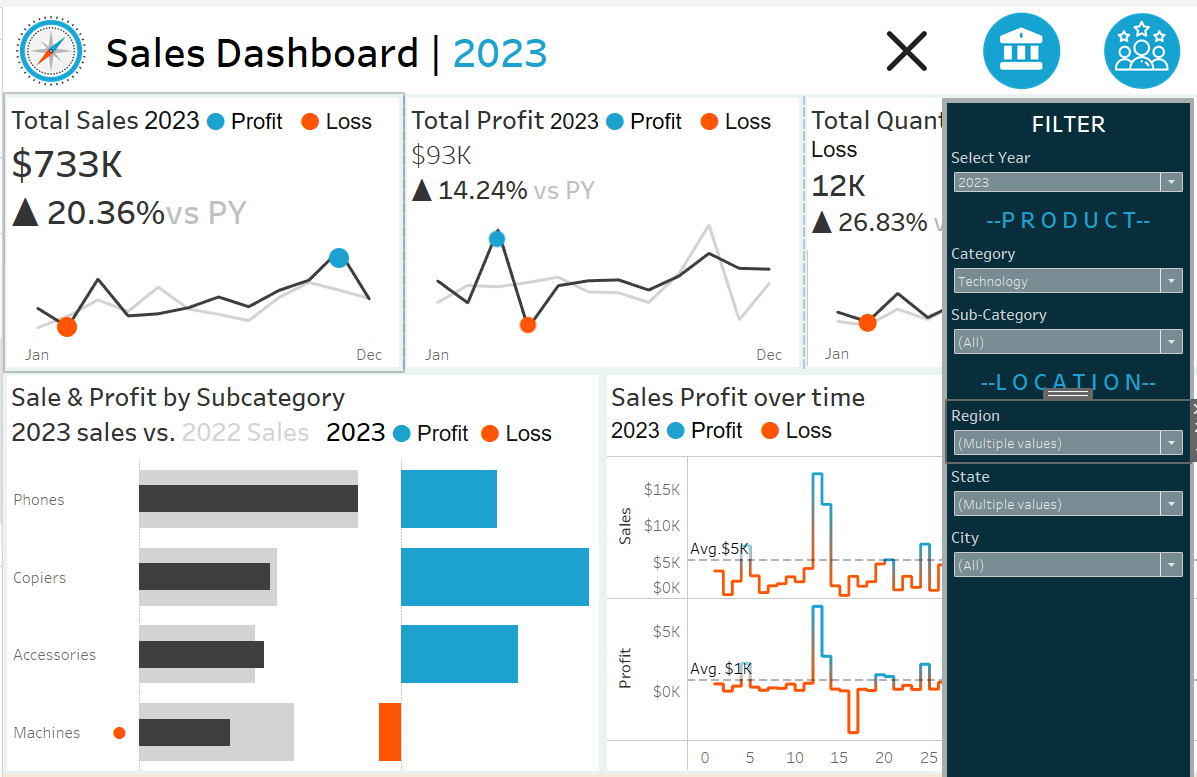 Sales Dashboard | 2023
Total Sales 2023 Profit Loss
$733K
▲ 20.36%vs PY
Jan Dec
Total Profit 2023 Profit Loss
$93K
▲ 14.24% vs PY
Jan Dec
Total Quant
Loss
12K
▲ 26.83%
Jan
Sale & Profit by Subcategory
2023 sales vs. 2022 Sales 2023 Profit Loss
Phones
Copiers
Accessories
Machines
Sales Profit over time
2023 Profit Loss
Sales
$15K
$10K
Avg.$5K
$5K
$0K
Profit
$5K
Avg. $1K
$0K
0 5 10 15 20 25
FILTER
Select Year
2023
--PRODUCT--
Category
Technology
Sub-Category
(All)
--LOCATION--
Region
(Multiple values)
State
(Multiple values)
City
(All)